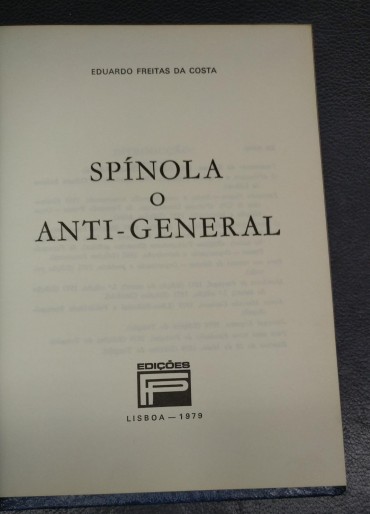 EDUARDO FREITAS DA COSTA
SPÍNOLA
O
ANTI-GENERAL
EDIÇÕES
FP
LISBOA — 1979